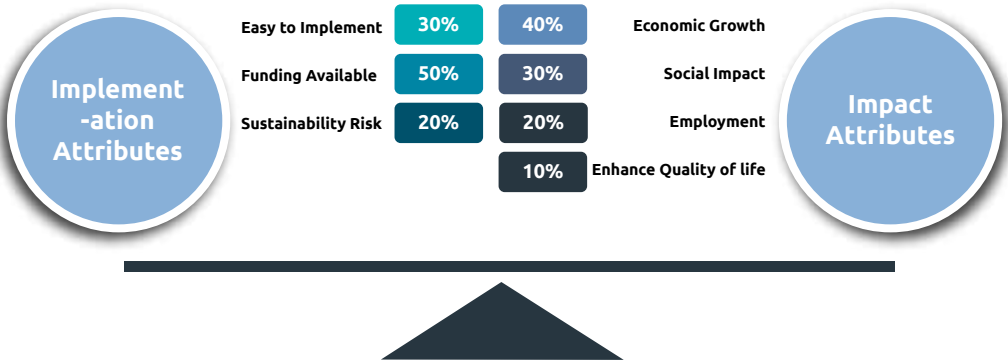 Implement
-ation
Attributes
Easy to Implement 30%
Funding Available 50%
Sustainability Risk 20%
40% Economic Growth
30% Social Impact
20% Employment
10% Enhance Quality of life
Impact
Attributes